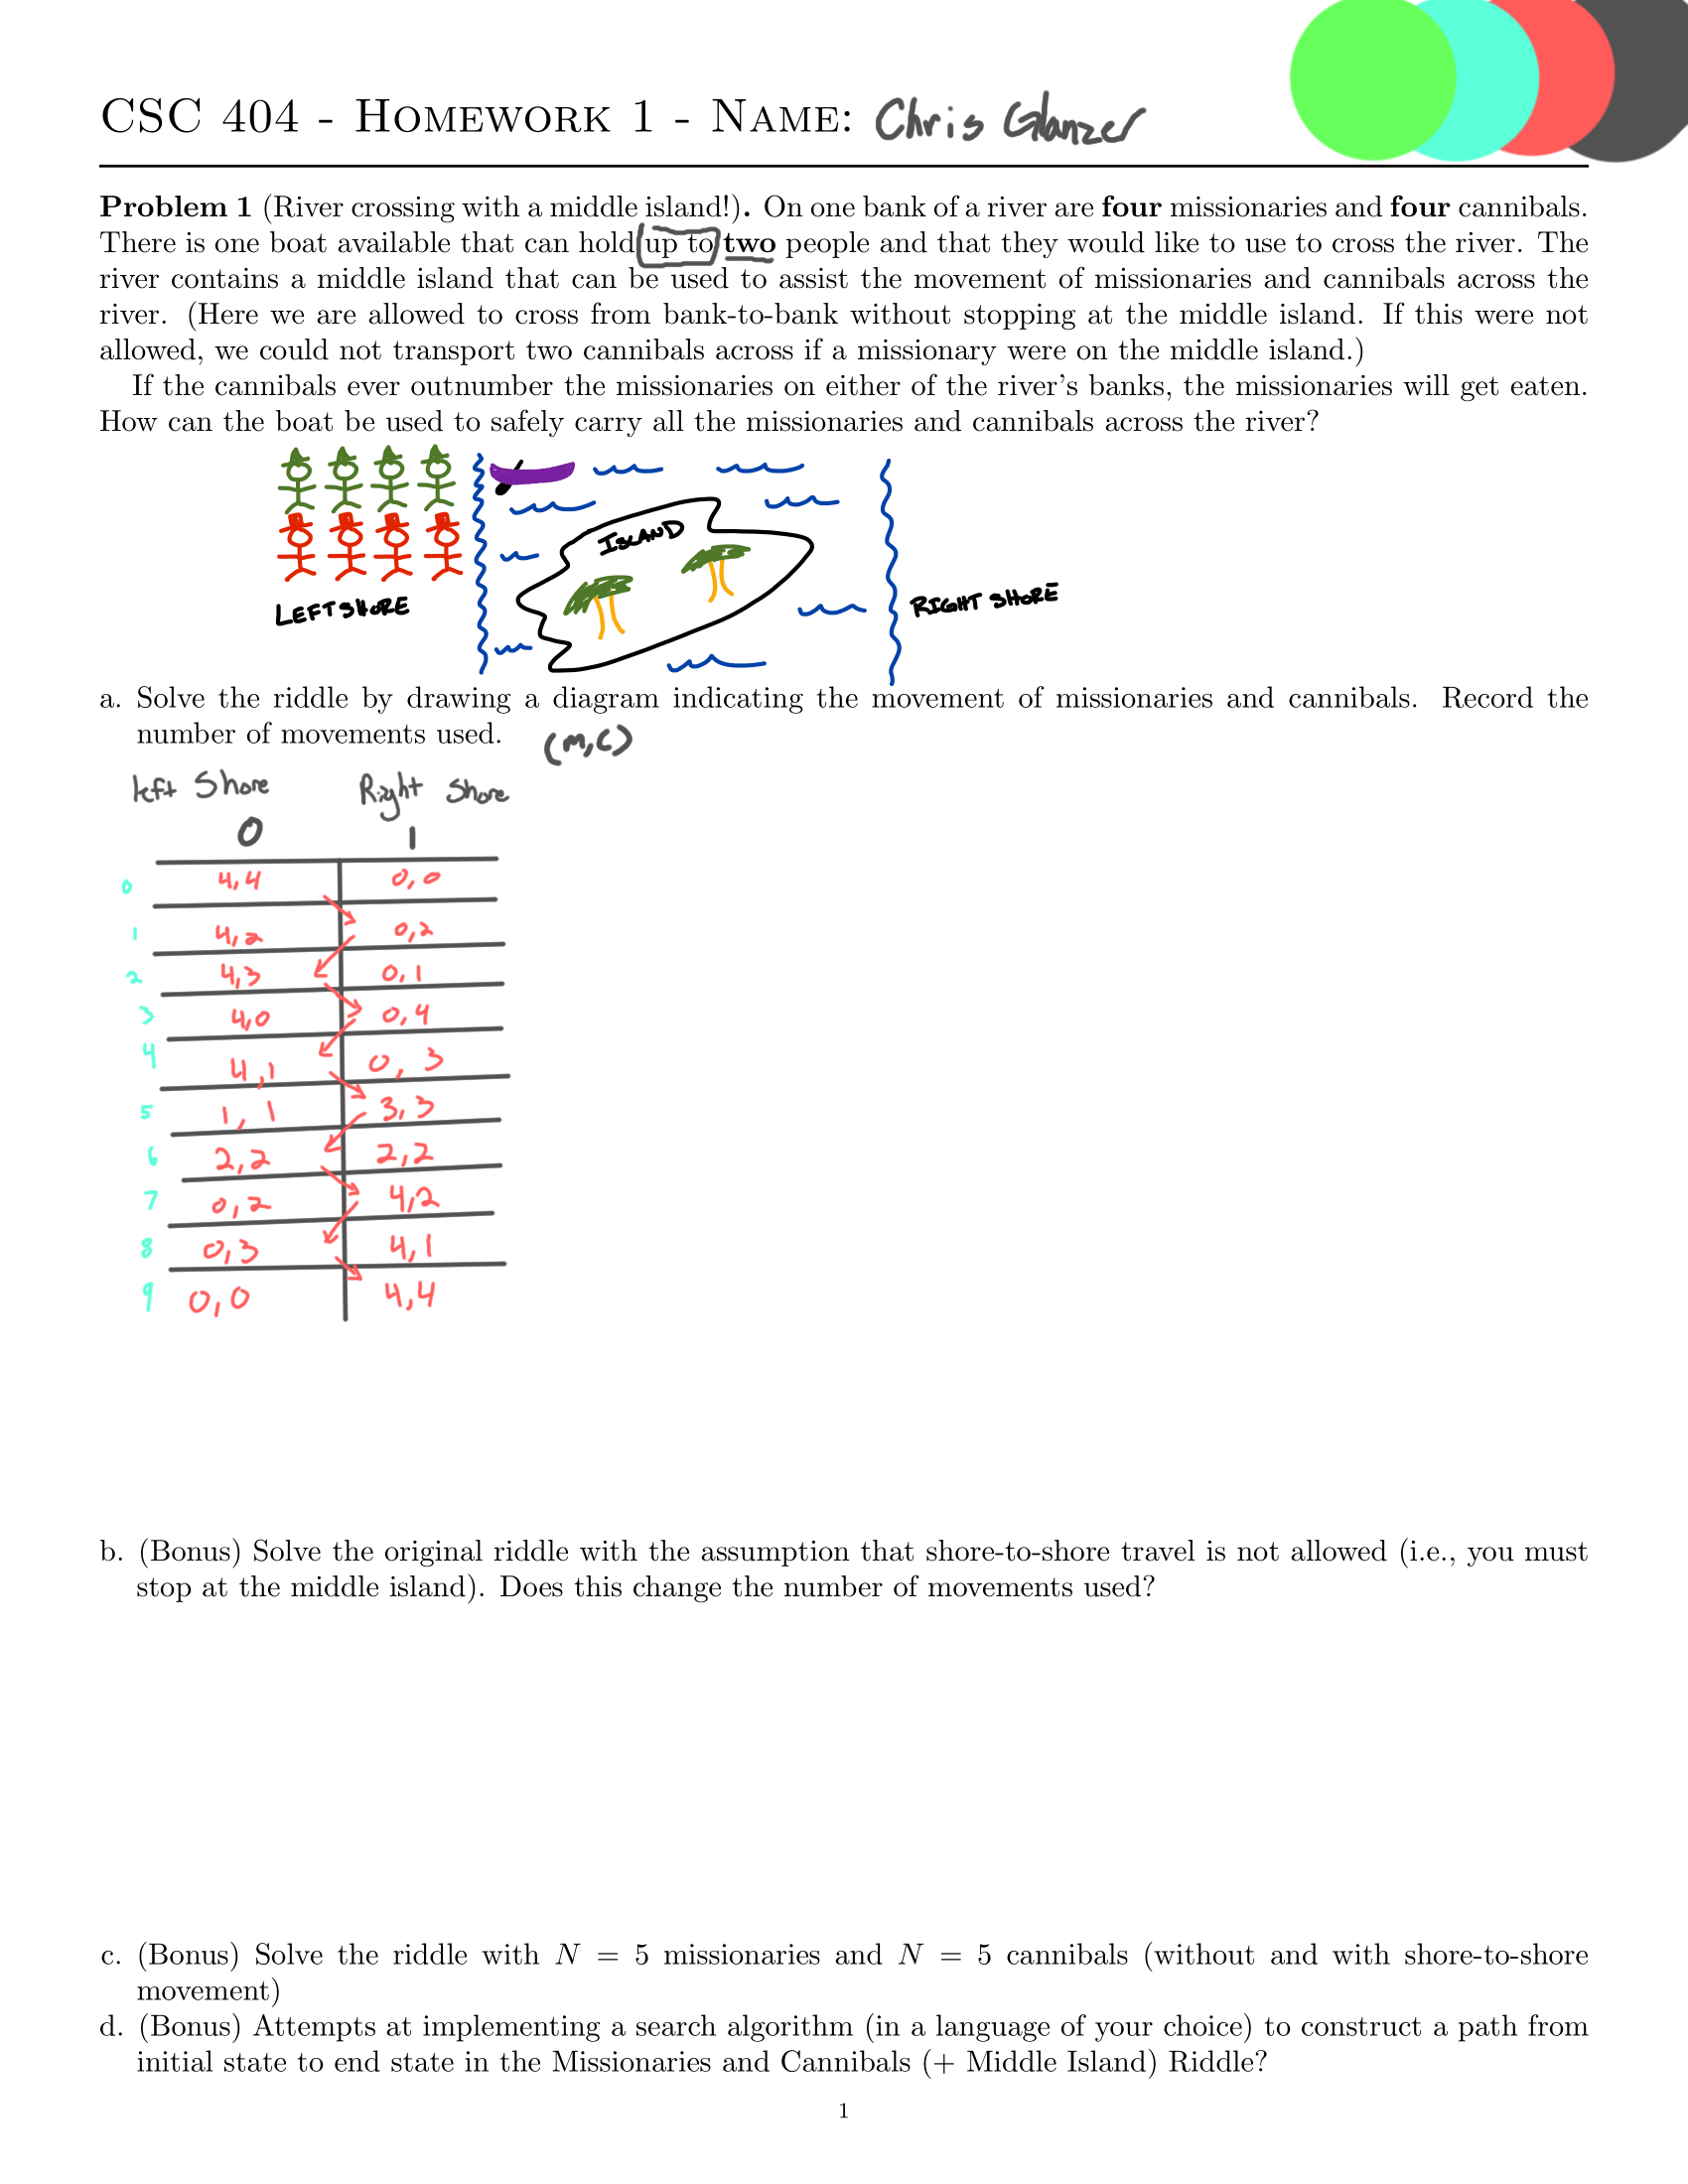 CSC 404 - Homework 1 - Name: Chris Glanzer
Problem 1 (River crossing with a middle island!). On one bank of a river are four missionaries and four cannibals.
There is one boat available that can hold up to two people and that they would like to use to cross the river. The
river contains a middle island that can be used to assist the movement of missionaries and cannibals across the
river. (Here we are allowed to cross from bank-to-bank without stopping at the middle island. If this were not
allowed, we could not transport two cannibals across if a missionary were on the middle island.)
If the cannibals ever outnumber the missionaries on either of the river's banks, the missionaries will get eaten.
How can the boat be used to safely carry all the missionaries and cannibals across the river?
ISLAND
LEFT SHORE
RIGHT SHORE
a. Solve the riddle by drawing a diagram indicating the movement of missionaries and cannibals. Record the
number of movements used. (M,C)
left Shore Right Shore
0 1
0 4,4 0,0
1 4,2 0,2
2 4,3 0,1
3 4,0 0,4
4 4,1 0,3
5 1,1 3,3
6 2,2 2,2
7 0,2 4,2
8 0,3 4,1
9 0,0 4,4
b. (Bonus) Solve the original riddle with the assumption that shore-to-shore travel is not allowed (i.e., you must
stop at the middle island). Does this change the number of movements used?
c. (Bonus) Solve the riddle with N = 5 missionaries and N = 5 cannibals (without and with shore-to-shore
movement)
d. (Bonus) Attempts at implementing a search algorithm (in a language of your choice) to construct a path from
initial state to end state in the Missionaries and Cannibals (+ Middle Island) Riddle?
1